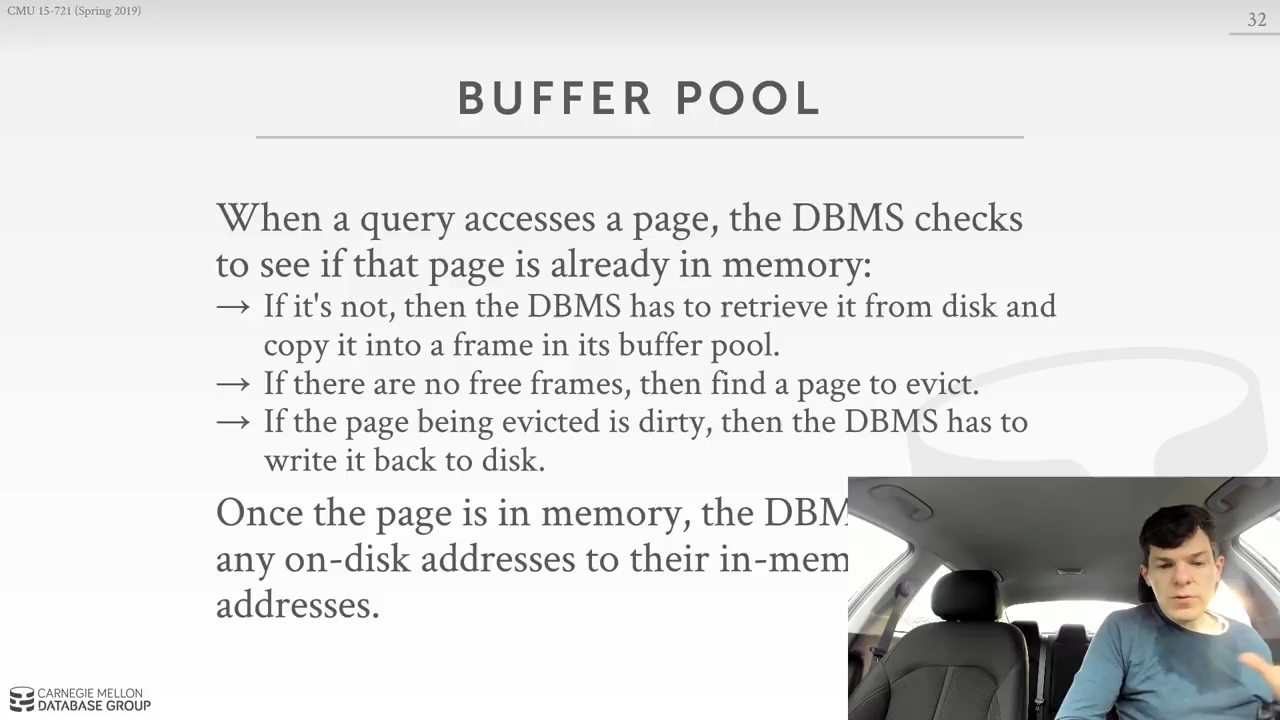 CMU 15-721 (Spring 2019)
32
BUFFER POOL
When a query accesses a page, the DBMS checks
to see if that page is already in memory:
→ If it's not, then the DBMS has to retrieve it from disk and
copy it into a frame in its buffer pool.
→ If there are no free frames, then find a page to evict.
→ If the page being evicted is dirty, then the DBMS has to
write it back to disk.
Once the page is in memory, the DBM
any on-disk addresses to their in-mem
addresses.
CARNEGIE MELLON
DATABASE GROUP